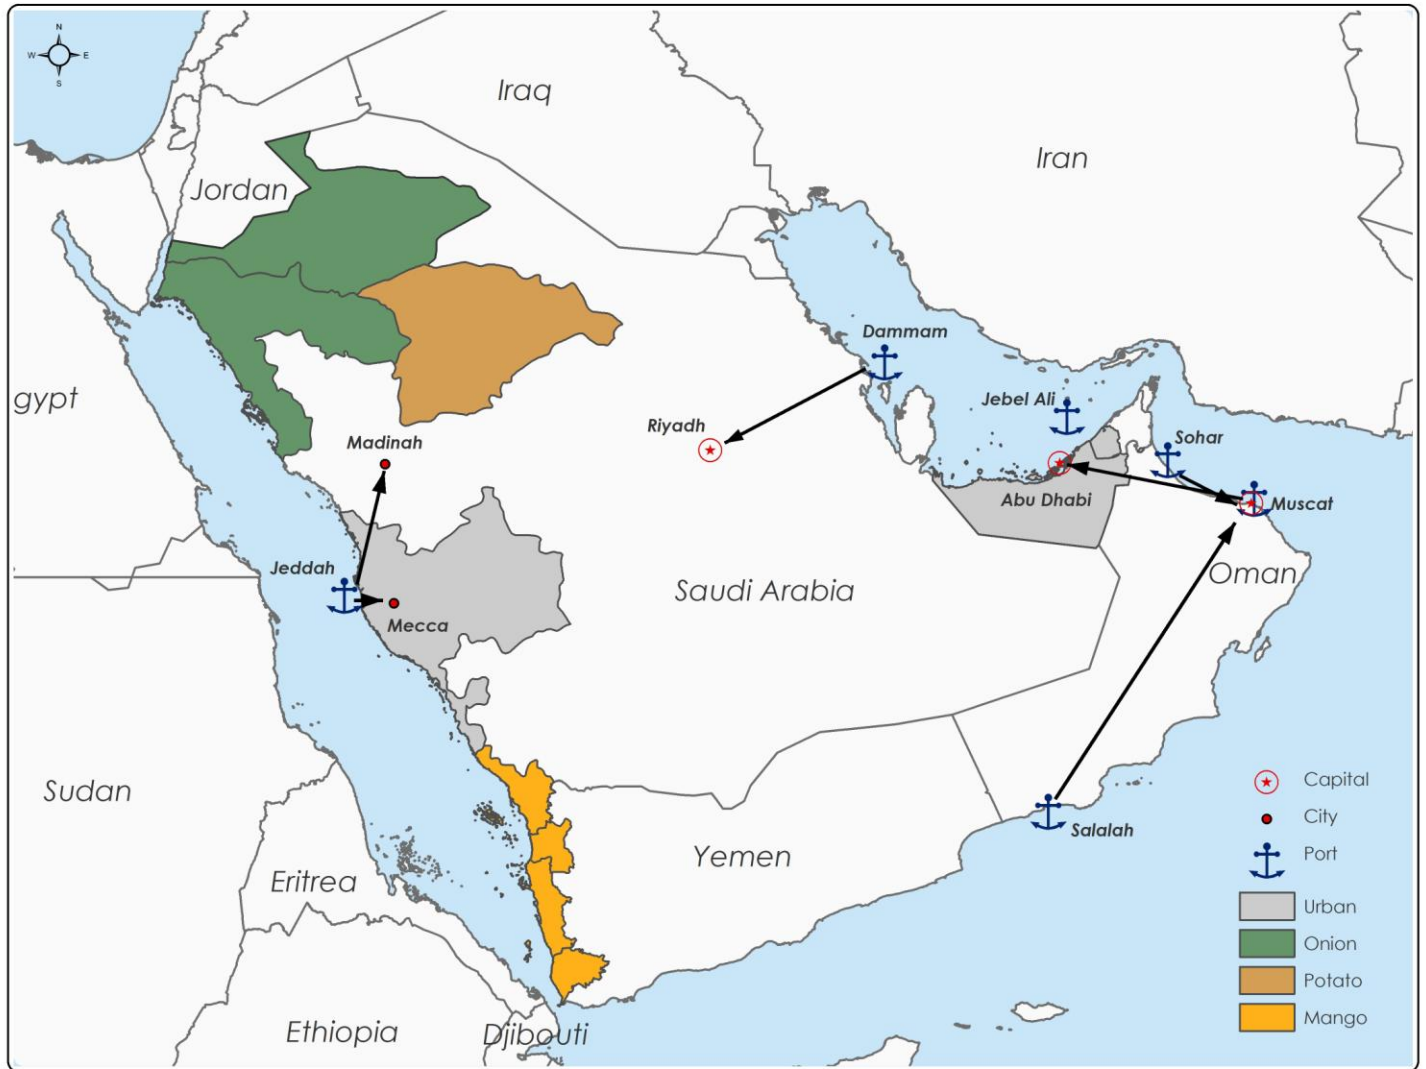 N
W E
S
Iraq
Iran
Jordan
Dammam
Jebel Ali
gypt
Riyadh
Madinah
Sohar
Abu Dhabi
Muscat
Jeddah
Saudi Arabia
Oman
Mecca
Sudan
Salalah
Yemen
Eritrea
Ethiopia
Djibouti
Capital
City
Port
Urban
Onion
Potato
Mango